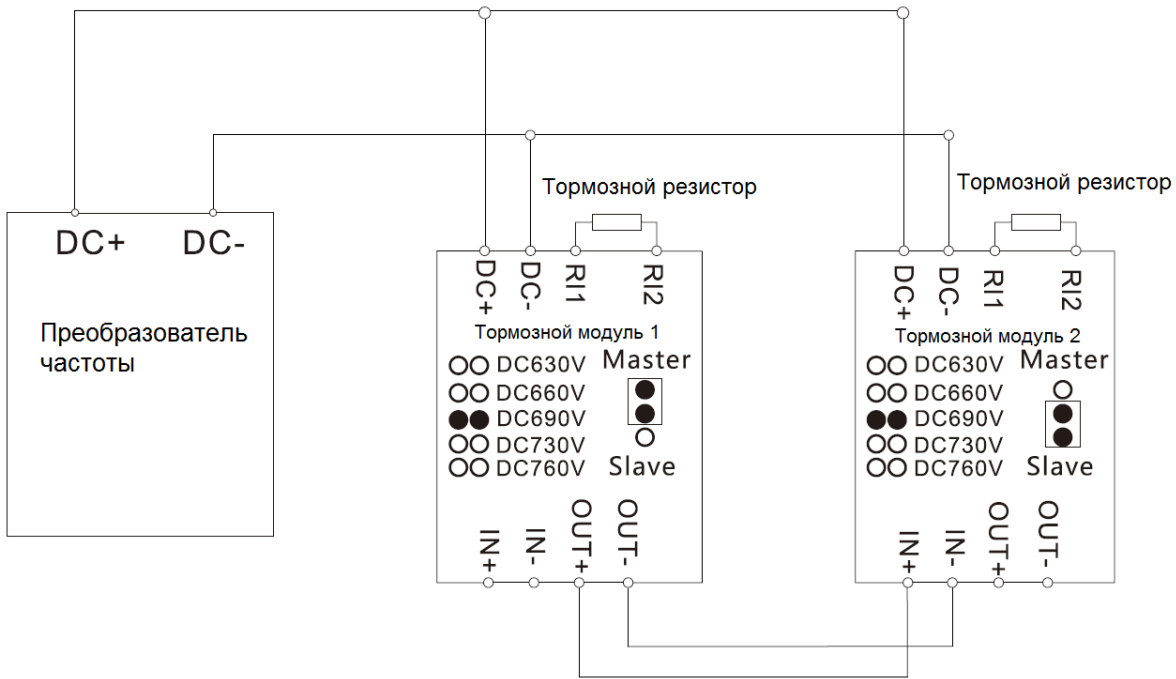 Тормозной резистор
Тормозной резистор
DC+ DC-
Преобразователь
частоты
DC+ DC- RI1 RI2
Тормозной модуль 1
DC630V Master
DC660V
DC690V
DC730V
DC760V Slave
IN+ IN- OUT+ OUT-
DC+ DC- RI1 RI2
Тормозной модуль 2
DC630V Master
DC660V
DC690V
DC730V
DC760V Slave
IN+ IN- OUT+ OUT-